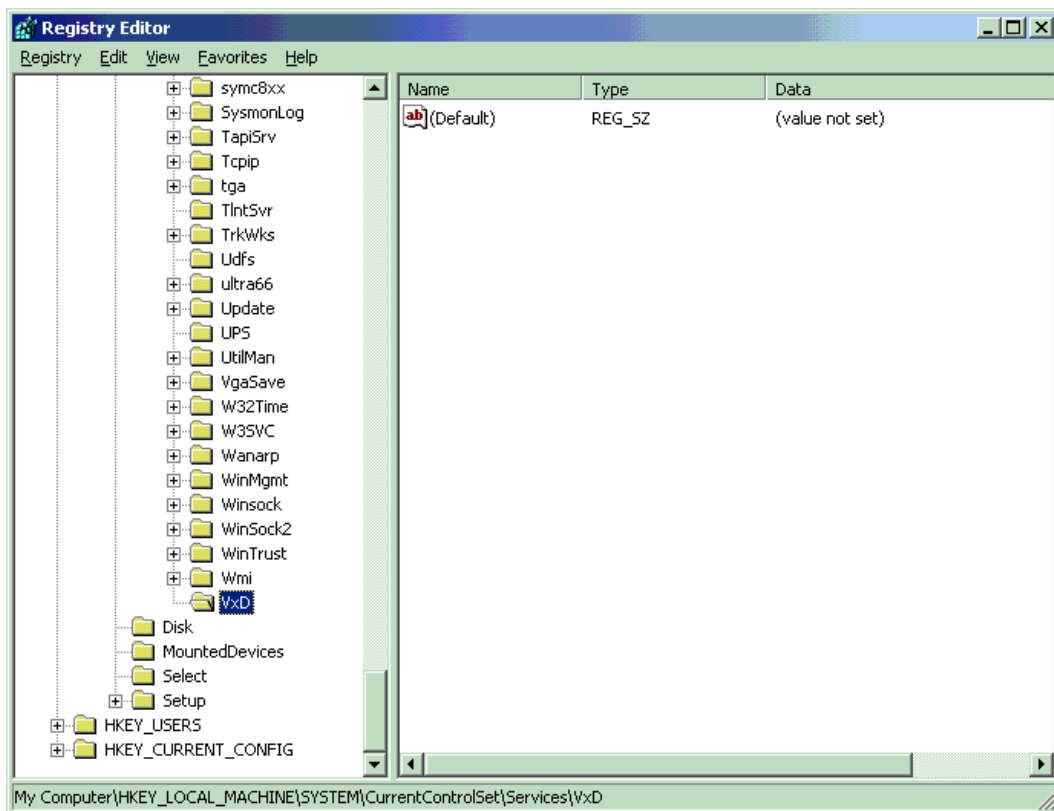 Registry Editor
Registry Edit View Favorites Help
symc8xx
SysmonLog
TapiSrv
Tcpip
tga
TlntSvr
TrkWks
Udfs
ultra66
Update
UPS
UtilMan
VgaSave
W32Time
W3SVC
Wanarp
WinMgmt
Winsock
WinSock2
WinTrust
Wmi
VxD
Disk
MountedDevices
Select
Setup
HKEY_USERS
HKEY_CURRENT_CONFIG
Name Type Data
ab (Default) REG_SZ (value not set)
My Computer\HKEY_LOCAL_MACHINE\SYSTEM\CurrentControlSet\Services\VxD